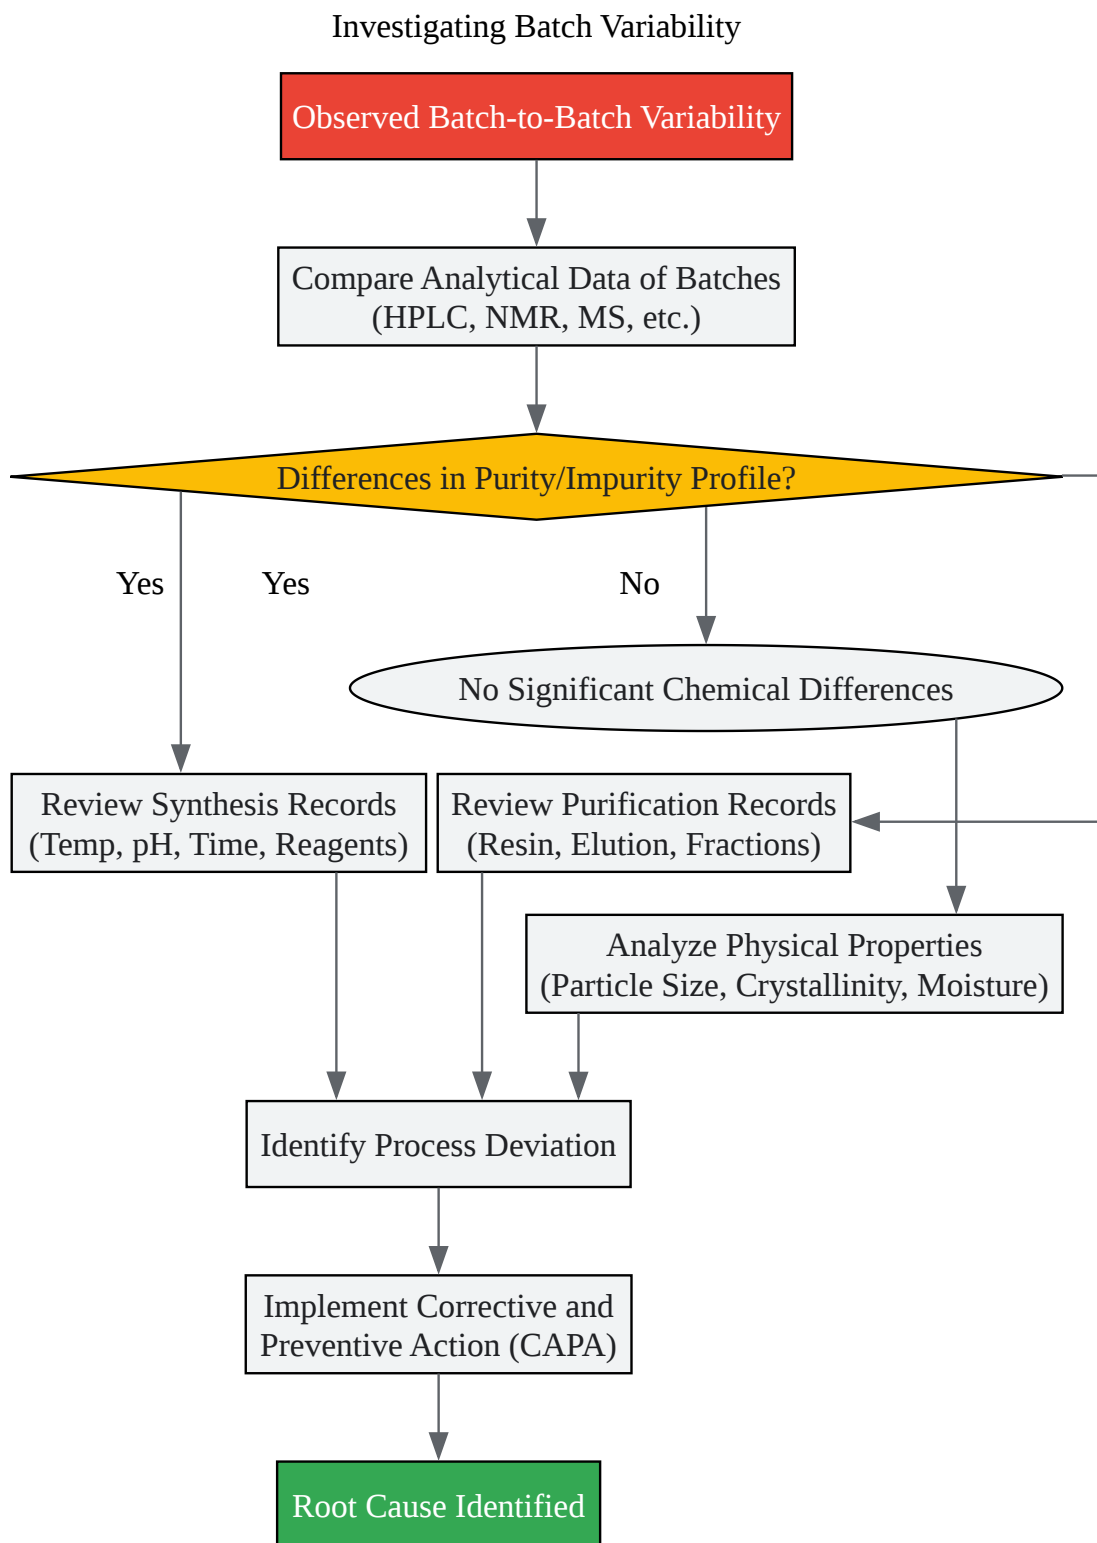 Investigating Batch Variability
Observed Batch-to-Batch Variability
Compare Analytical Data of Batches
(HPLC, NMR, MS, etc.)
Differences in Purity/Impurity Profile?
Yes
Yes
No
No Significant Chemical Differences
Review Synthesis Records
(Temp, pH, Time, Reagents)
Review Purification Records
(Resin, Elution, Fractions)
Analyze Physical Properties
(Particle Size, Crystallinity, Moisture)
Identify Process Deviation
Implement Corrective and
Preventive Action (CAPA)
Root Cause Identified